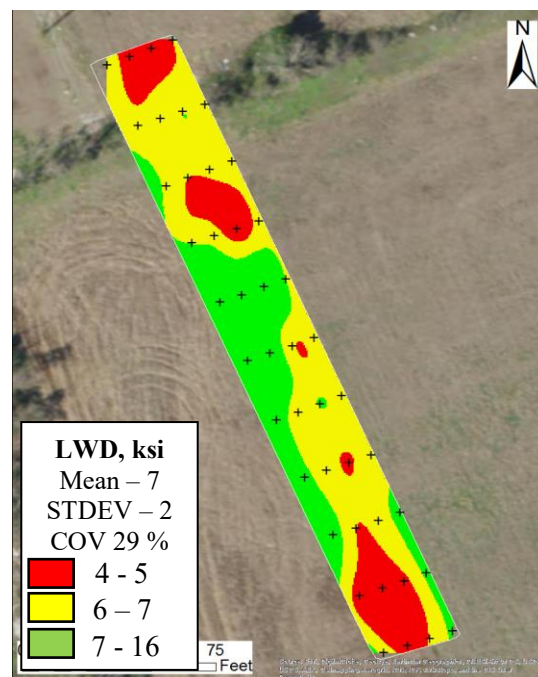 N
LWD, ksi
Mean – 7
STDEV – 2
COV 29 %
4 - 5
6 – 7
7 - 16
75
Feet